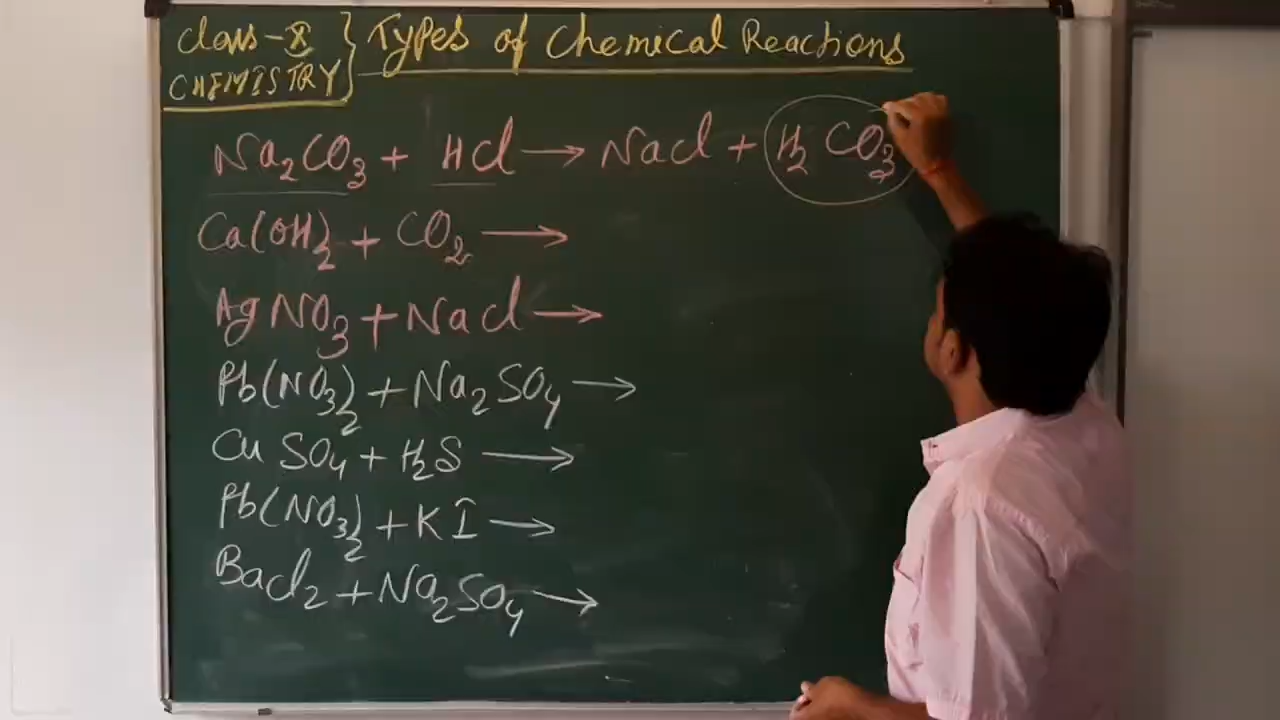 Class-X } Types of Chemical Reactions
CHEMISTRY
Na₂CO₃ + HCl → NaCl + H₂CO₃
Ca(OH)₂ + CO₂ →
AgNO₃ + NaCl →
Pb(NO₃)₂ + Na₂SO₄ →
CuSO₄ + H₂S →
Pb(NO₃)₂ + KI →
BaCl₂ + Na₂SO₄ →